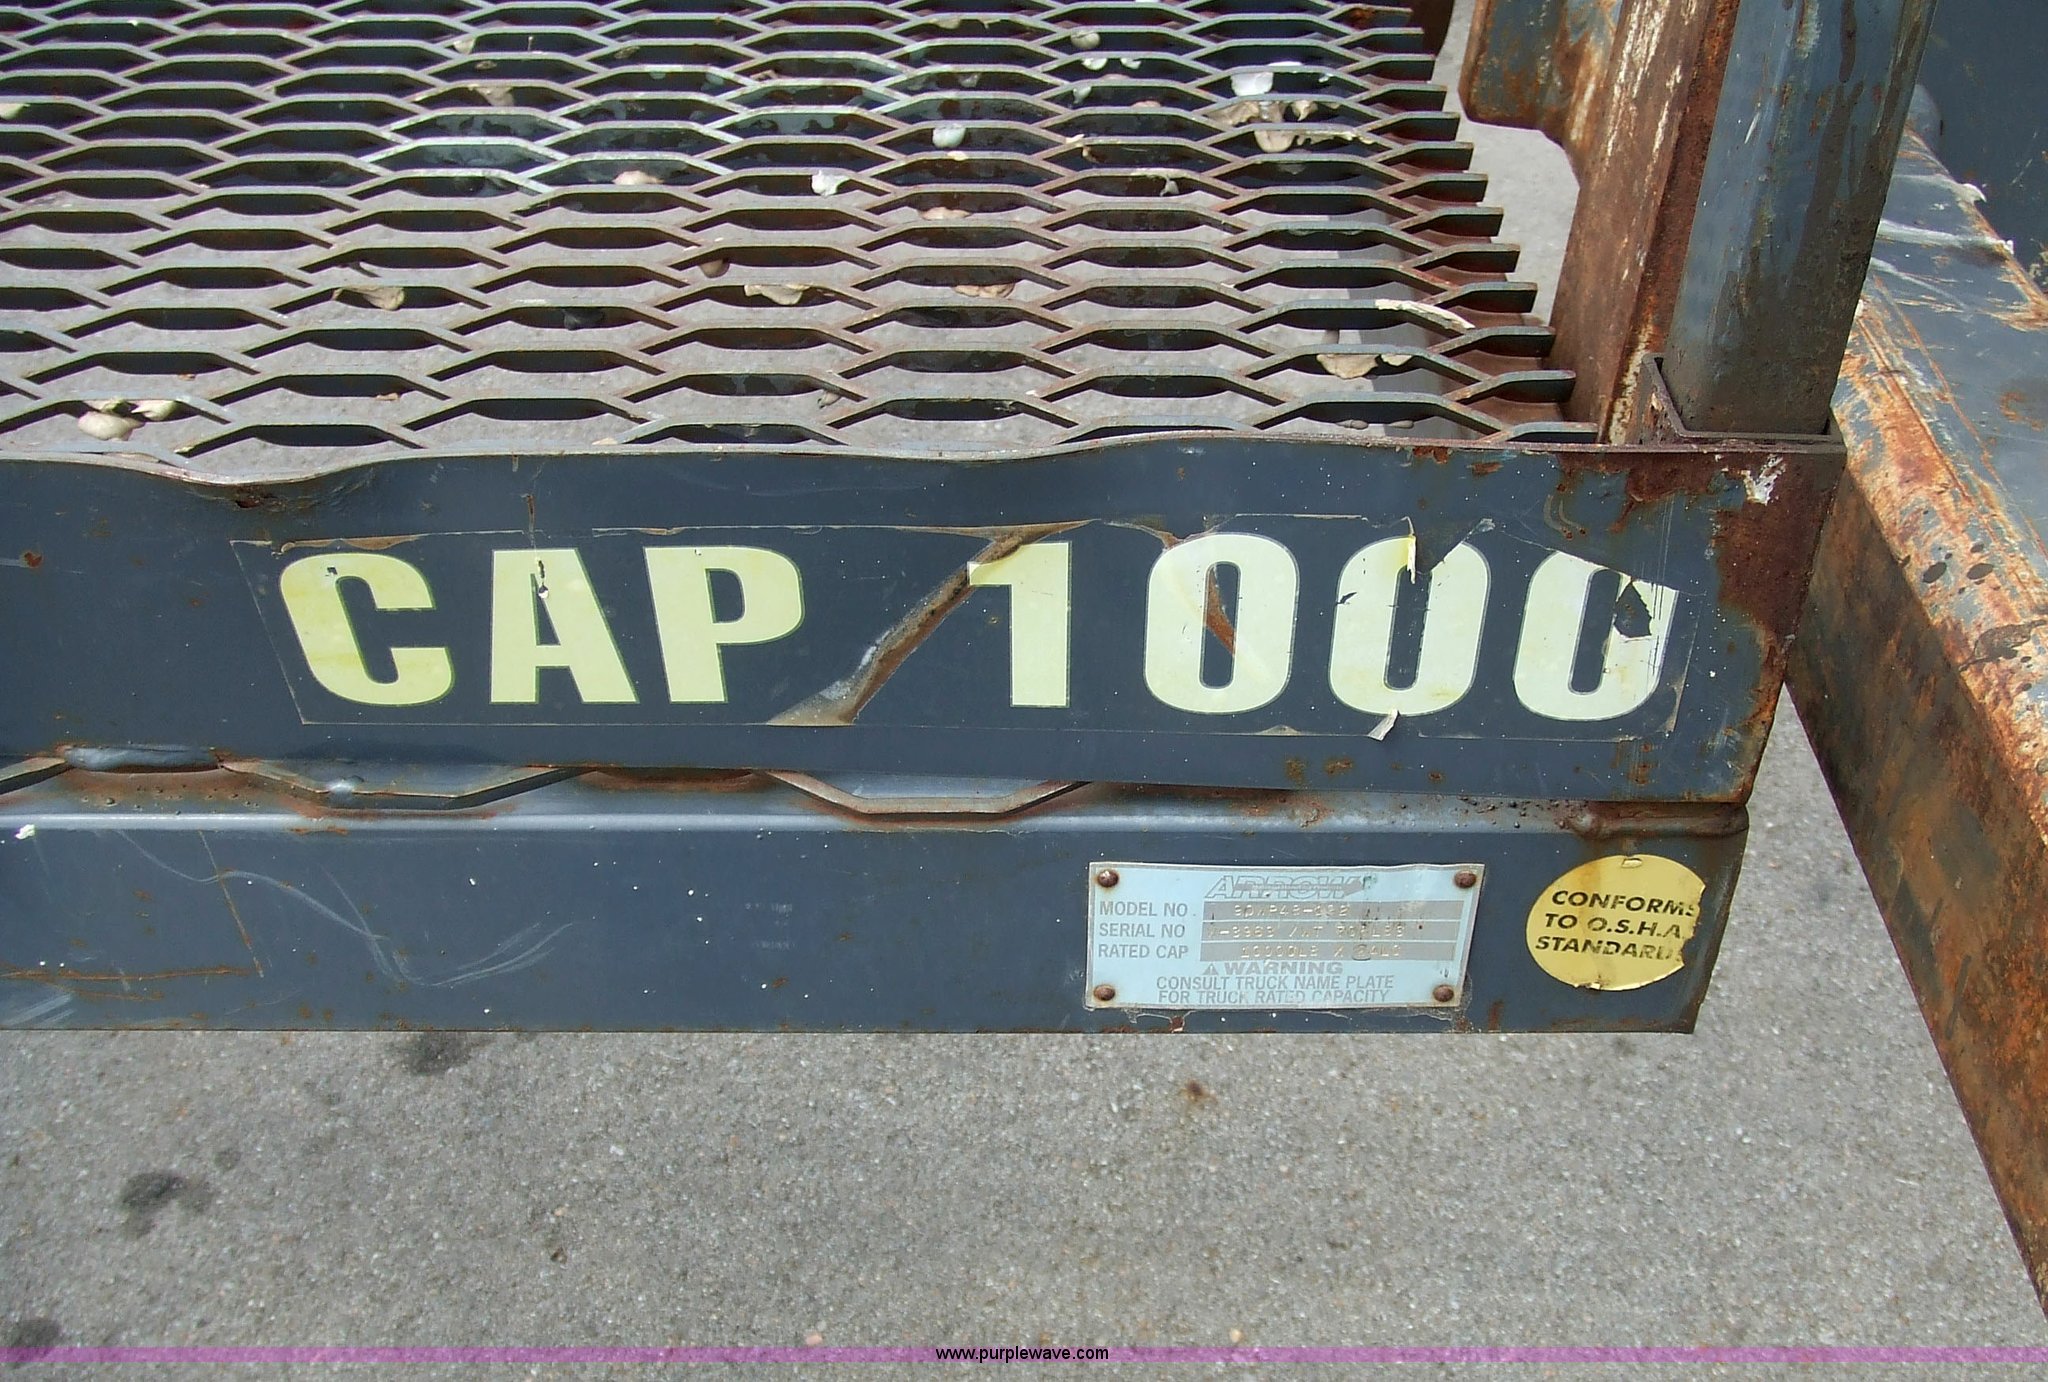 CAP 1000
ARROW
MODEL NO.
SERIAL NO
RATED CAP
WARNING
CONSULT TRUCK NAME PLATE
FOR TRUCK RATED CAPACITY
CONFORMS
TO O.S.H.A.
STANDARDS
www.purplewave.com